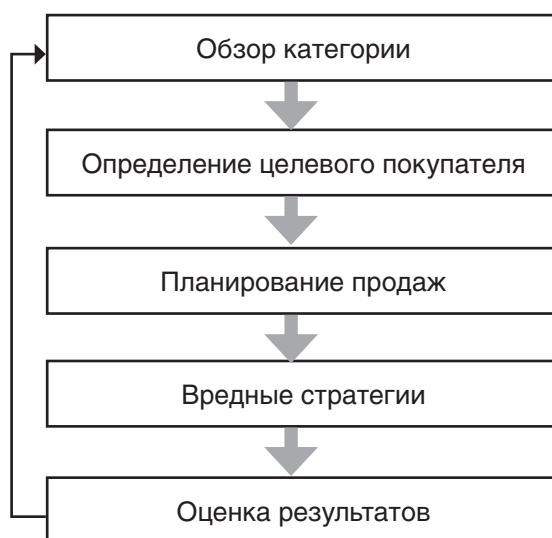 Обзор категории
Определение целевого покупателя
Планирование продаж
Вредные стратегии
Оценка результатов